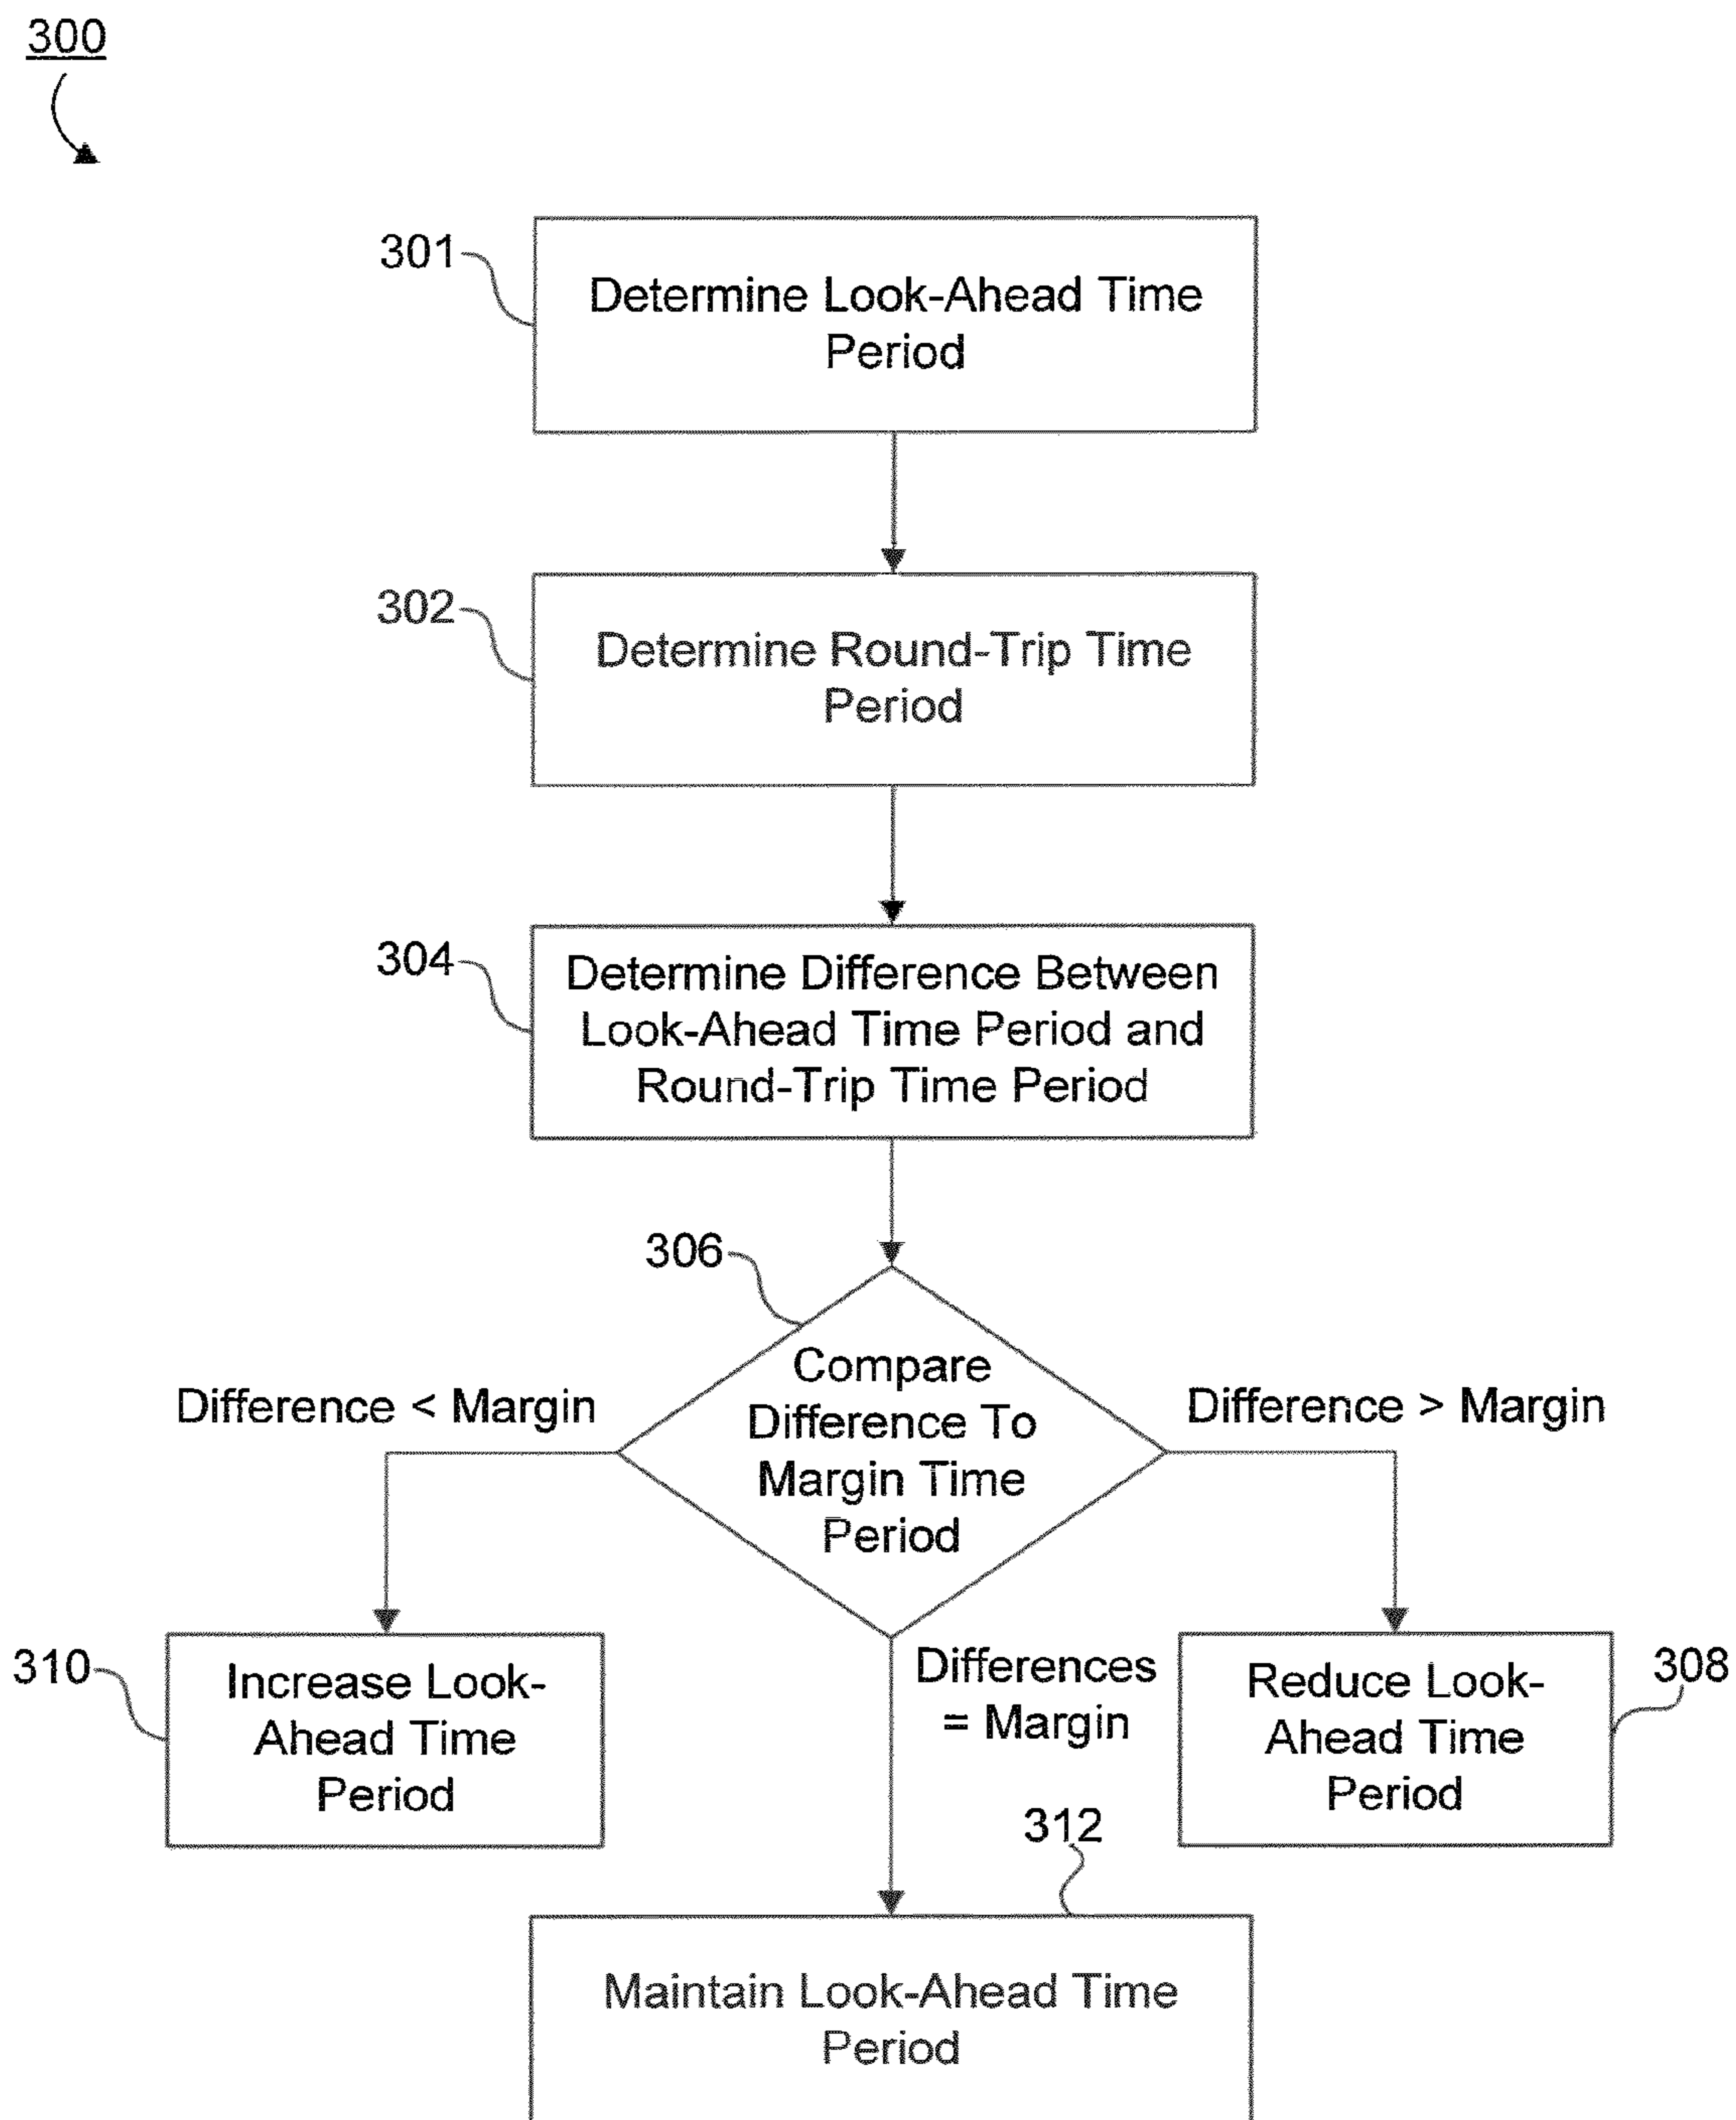 300
301
Determine Look-Ahead Time
Period
302
Determine Round-Trip Time
Period
304
Determine Difference Between
Look-Ahead Time Period and
Round-Trip Time Period
306
Compare
Difference To
Margin Time
Period
Difference < Margin
Difference > Margin
310
Increase Look-
Ahead Time
Period
Differences
= Margin
Reduce Look-
Ahead Time
Period
308
312
Maintain Look-Ahead Time
Period